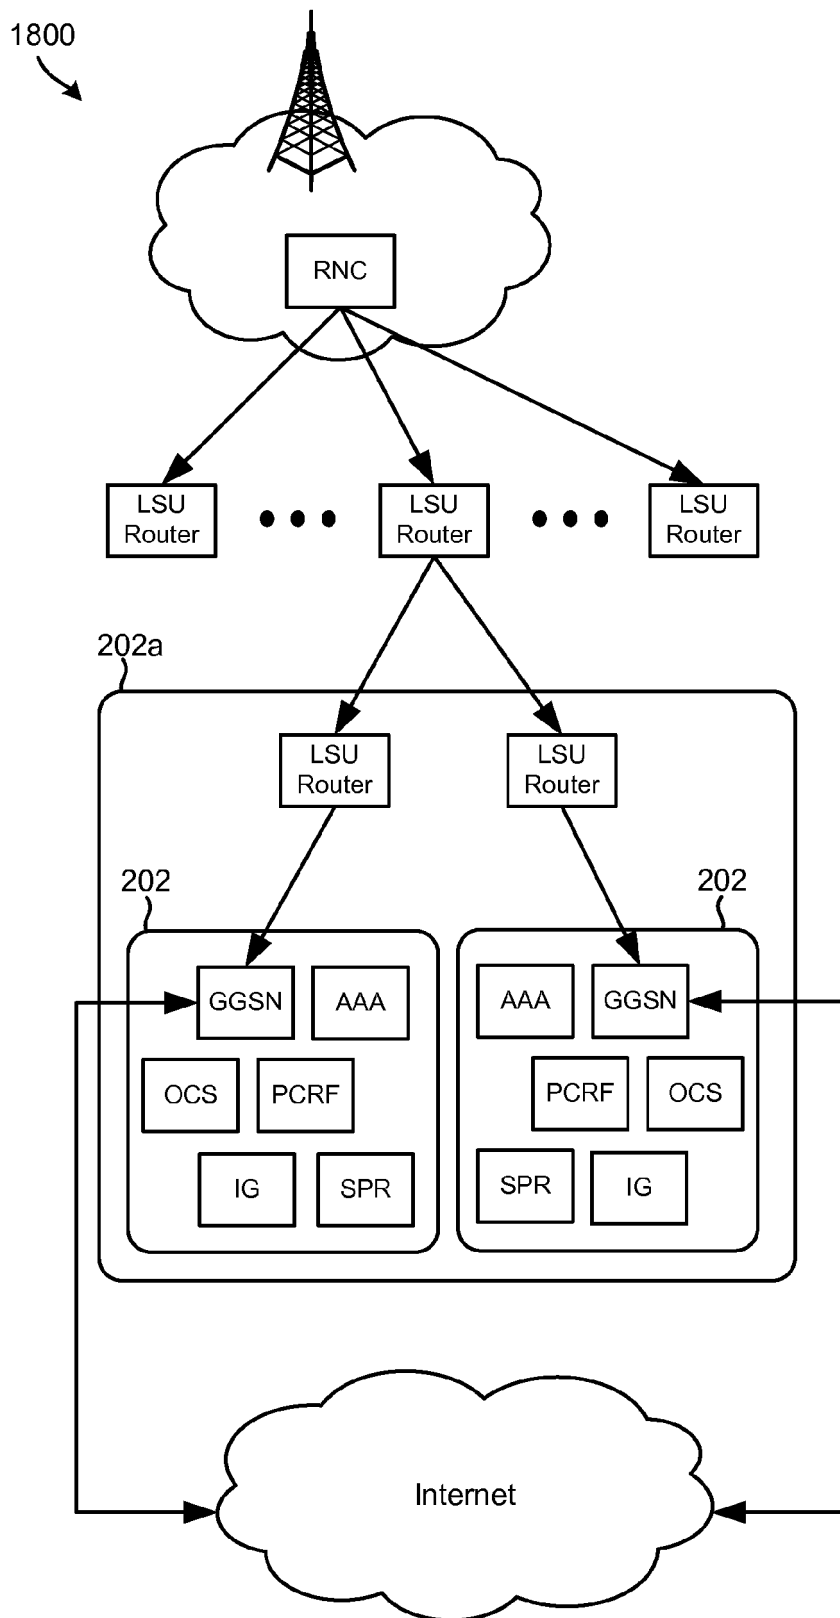 1800
RNC
LSU
Router
LSU
Router
LSU
Router
202a
LSU
Router
LSU
Router
202
202
GGSN
AAA
AAA
GGSN
OCS
PCRF
PCRF
OCS
IG
SPR
SPR
IG
Internet